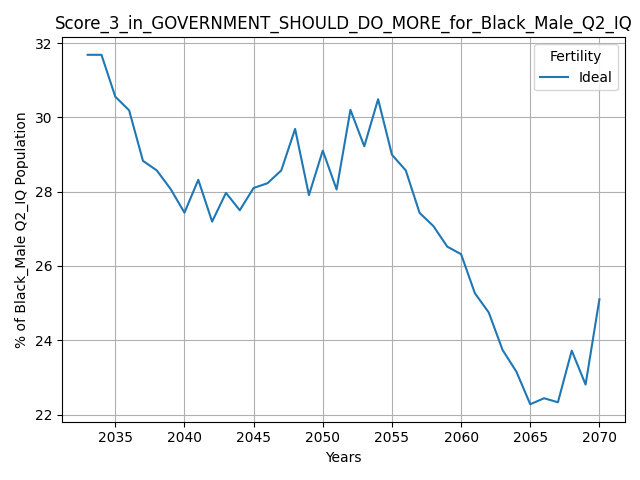 Score_3_in_GOVERNMENT_SHOULD_DO_MORE_for_Black_Male_Q2_IQ
Fertility
Ideal
% of Black_Male Q2_IQ Population
32
30
28
26
24
22
2035 2040 2045 2050 2055 2060 2065 2070
Years